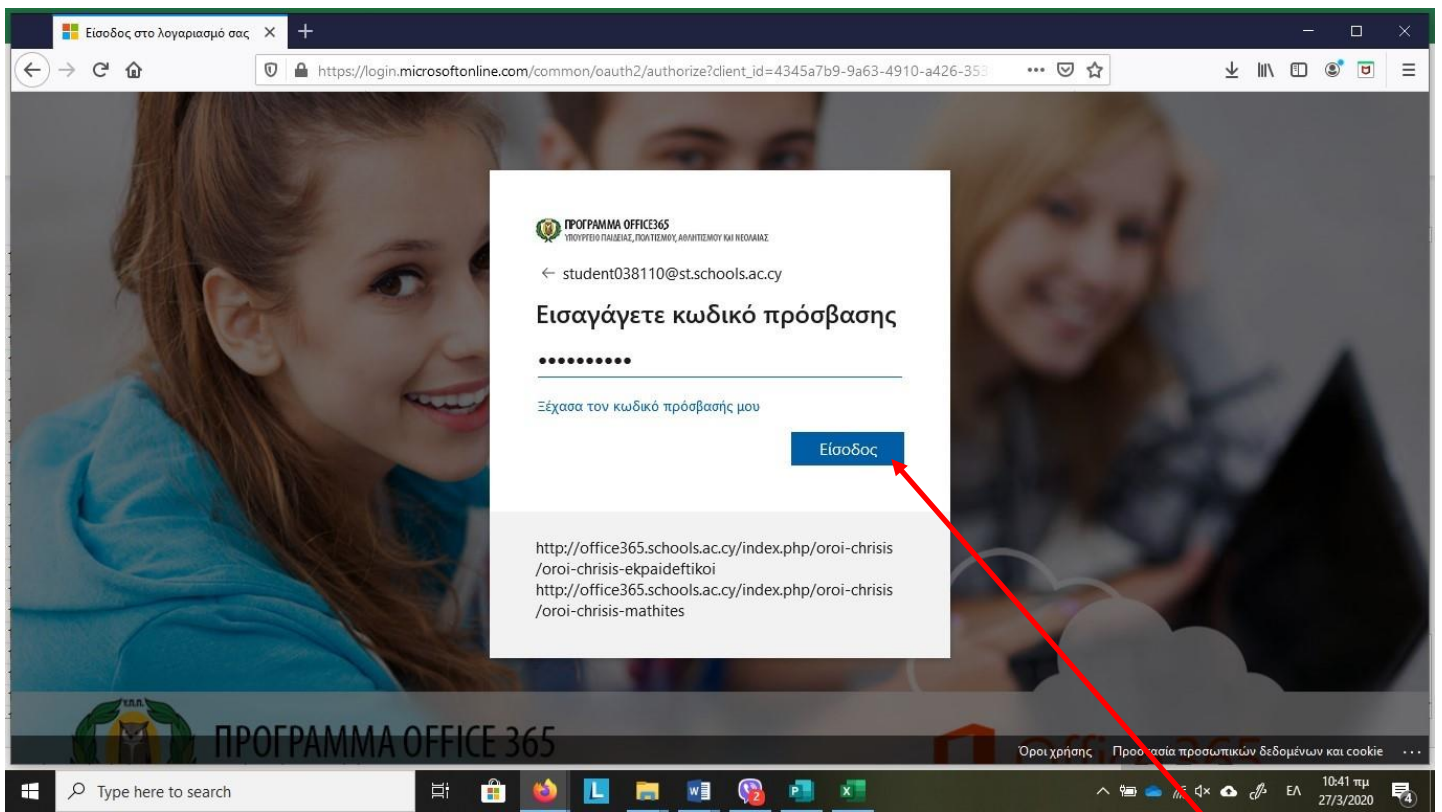 Είσοδος στο λογαριασμό σας
https://login.microsoftonline.com/common/oauth2/authorize?client_id=4345a7b9-9a63-4910-a426-353
ΠΡΟΓΡΑΜΜΑ OFFICE365
ΥΠΟΥΡΓΕΙΟ ΠΑΙΔΕΙΑΣ, ΠΟΛΙΤΙΣΜΟΥ, ΑΘΛΗΤΙΣΜΟΥ ΚΑΙ ΝΕΟΛΑΙΑΣ
student038110@st.schools.ac.cy
Εισαγάγετε κωδικό πρόσβασης
Ξέχασα τον κωδικό πρόσβασής μου
Είσοδος
http://office365.schools.ac.cy/index.php/oroi-chrisis
/oroi-chrisis-ekpaideftikoi
http://office365.schools.ac.cy/index.php/oroi-chrisis
/oroi-chrisis-mathites
Υ.Π.Π.
ΠΡΟΓΡΑΜΜΑ OFFICE 365
Όροι χρήσης Προστασία προσωπικών δεδομένων και cookie ...
Type here to search
ΕΛ
10:41 πμ
27/3/2020